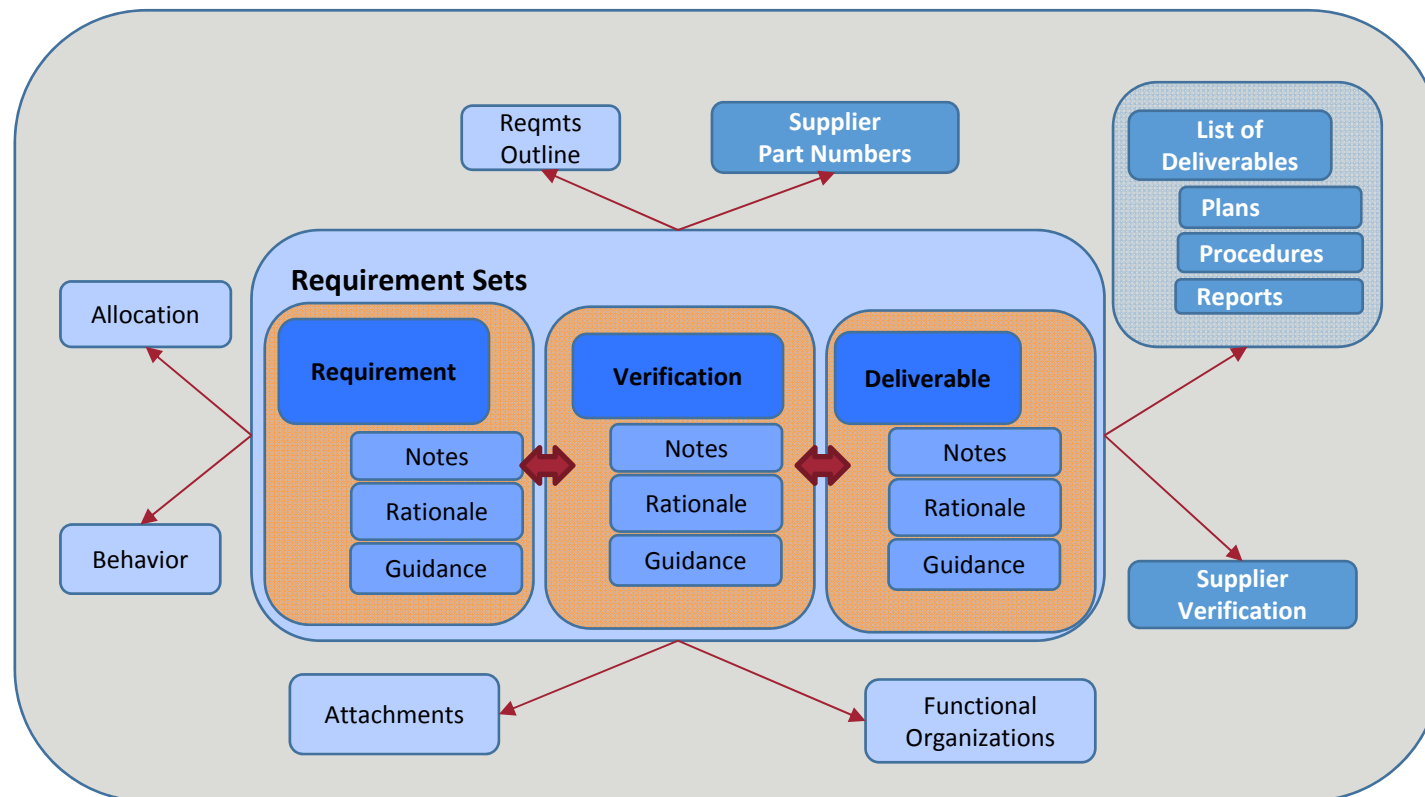 Reqmts
Outline
Supplier
Part Numbers
List of
Deliverables
Plans
Procedures
Reports
Requirement Sets
Allocation
Behavior
Requirement
Notes
Rationale
Guidance
Verification
Notes
Rationale
Guidance
Deliverable
Notes
Rationale
Guidance
Supplier
Verification
Attachments
Functional
Organizations